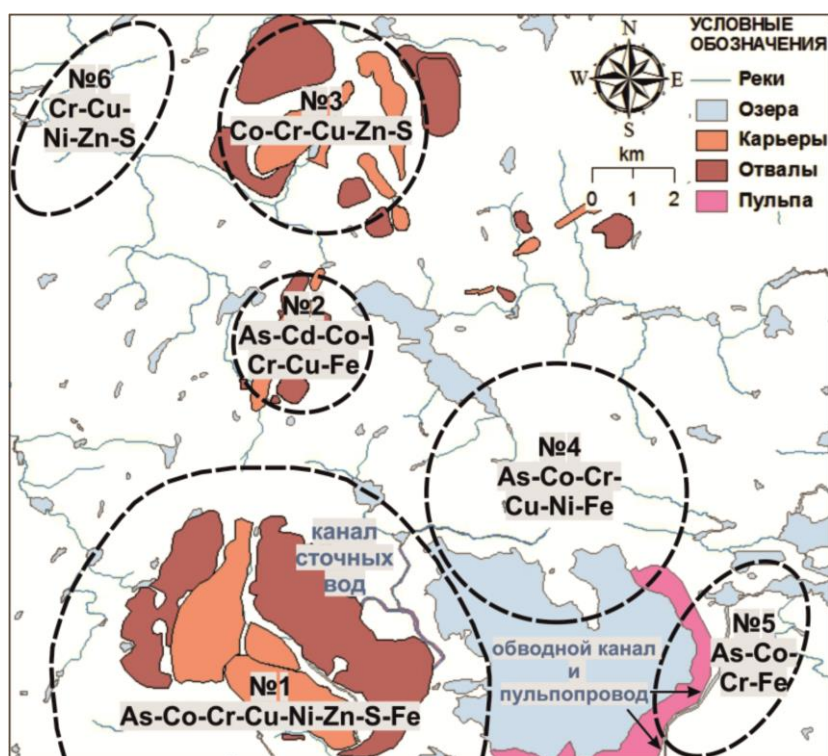 УСЛОВНЫЕ
ОБОЗНАЧЕНИЯ
N
W E
S
km
0 1 2
Реки
Озера
Карьеры
Отвалы
Пульпа
№6
Cr-Cu-
Ni-Zn-S
№3
Co-Cr-Cu-Zn-S
№2
As-Cd-Co-
Cr-Cu-Fe
№4
As-Co-Cr-
Cu-Ni-Fe
канал
сточных
вод
№1
As-Co-Cr-Cu-Ni-Zn-S-Fe
обводной канал
и
пульпопровод
№5
As-Co-
Cr-Fe